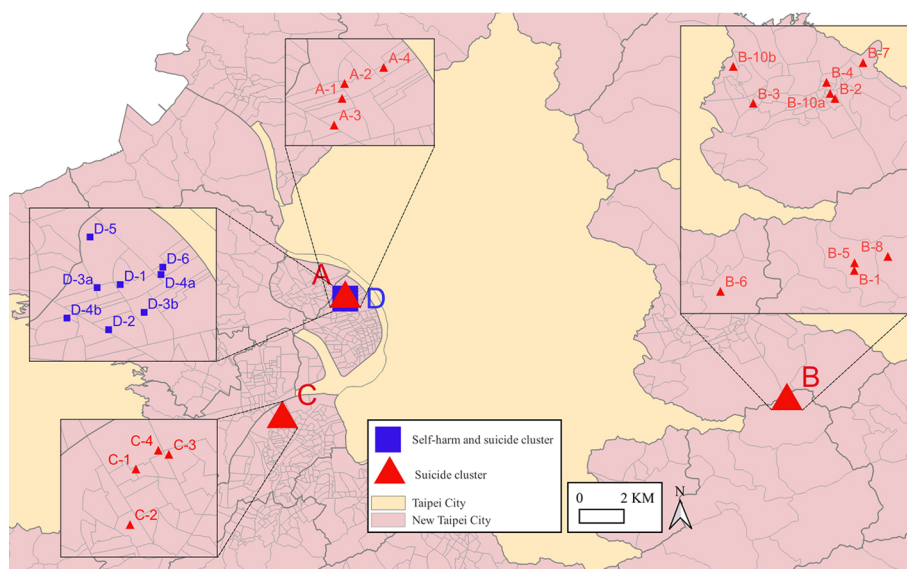 A-4
A-2
A-1
A-3
B-7
B-10b
B-4
B-2
B-3
B-10a
B-8
B-5
B-1
B-6
D-5
D-6
D-3a
D-1
D-4a
D-3b
D-4b
D-2
A
D
B
C
C-4
C-3
C-1
C-2
Self-harm and suicide cluster
Suicide cluster
Taipei City
New Taipei City
0 2 KM
N